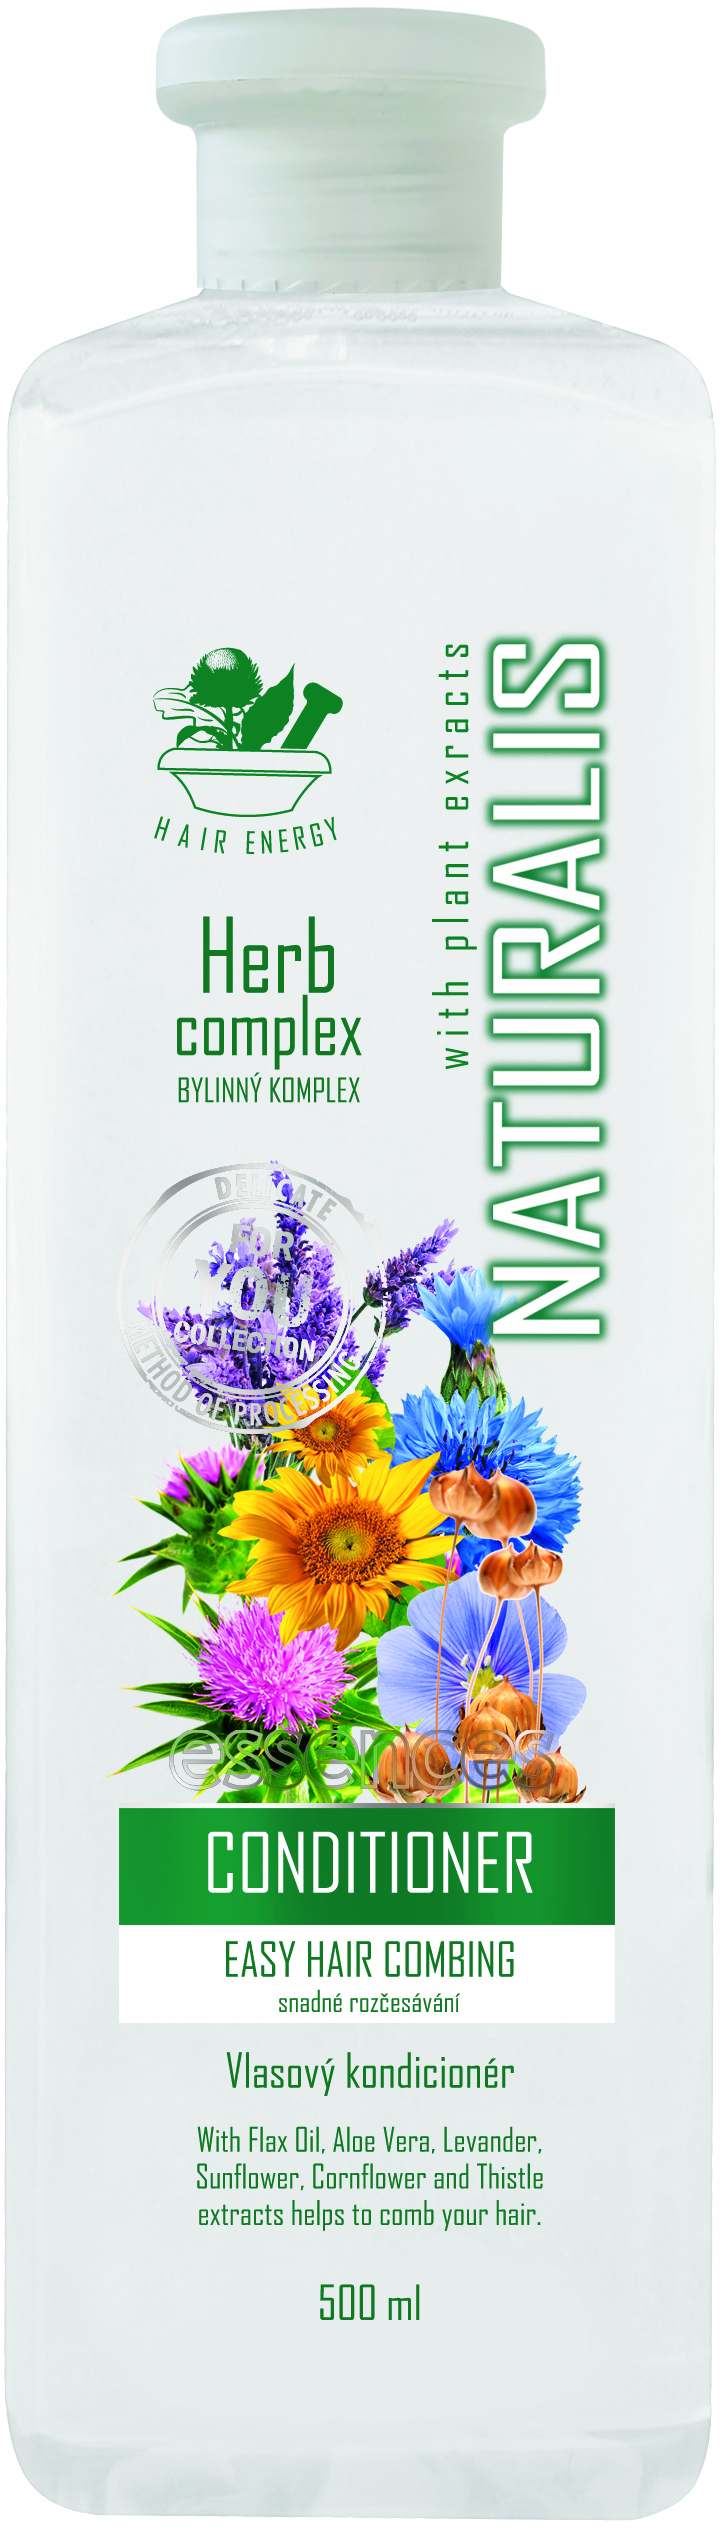 HAIR ENERGY
Herb
complex
BYLINNÝ KOMPLEX
with plant exracts
NATURALIS
DELICATE
FOR
YOU
COLLECTION
METHOD OF PROCESSING
essences
CONDITIONER
EASY HAIR COMBING
snadné rozčesávání
Vlasový kondicionér
With Flax Oil, Aloe Vera, Levander,
Sunflower, Cornflower and Thistle
extracts helps to comb your hair.
500 ml